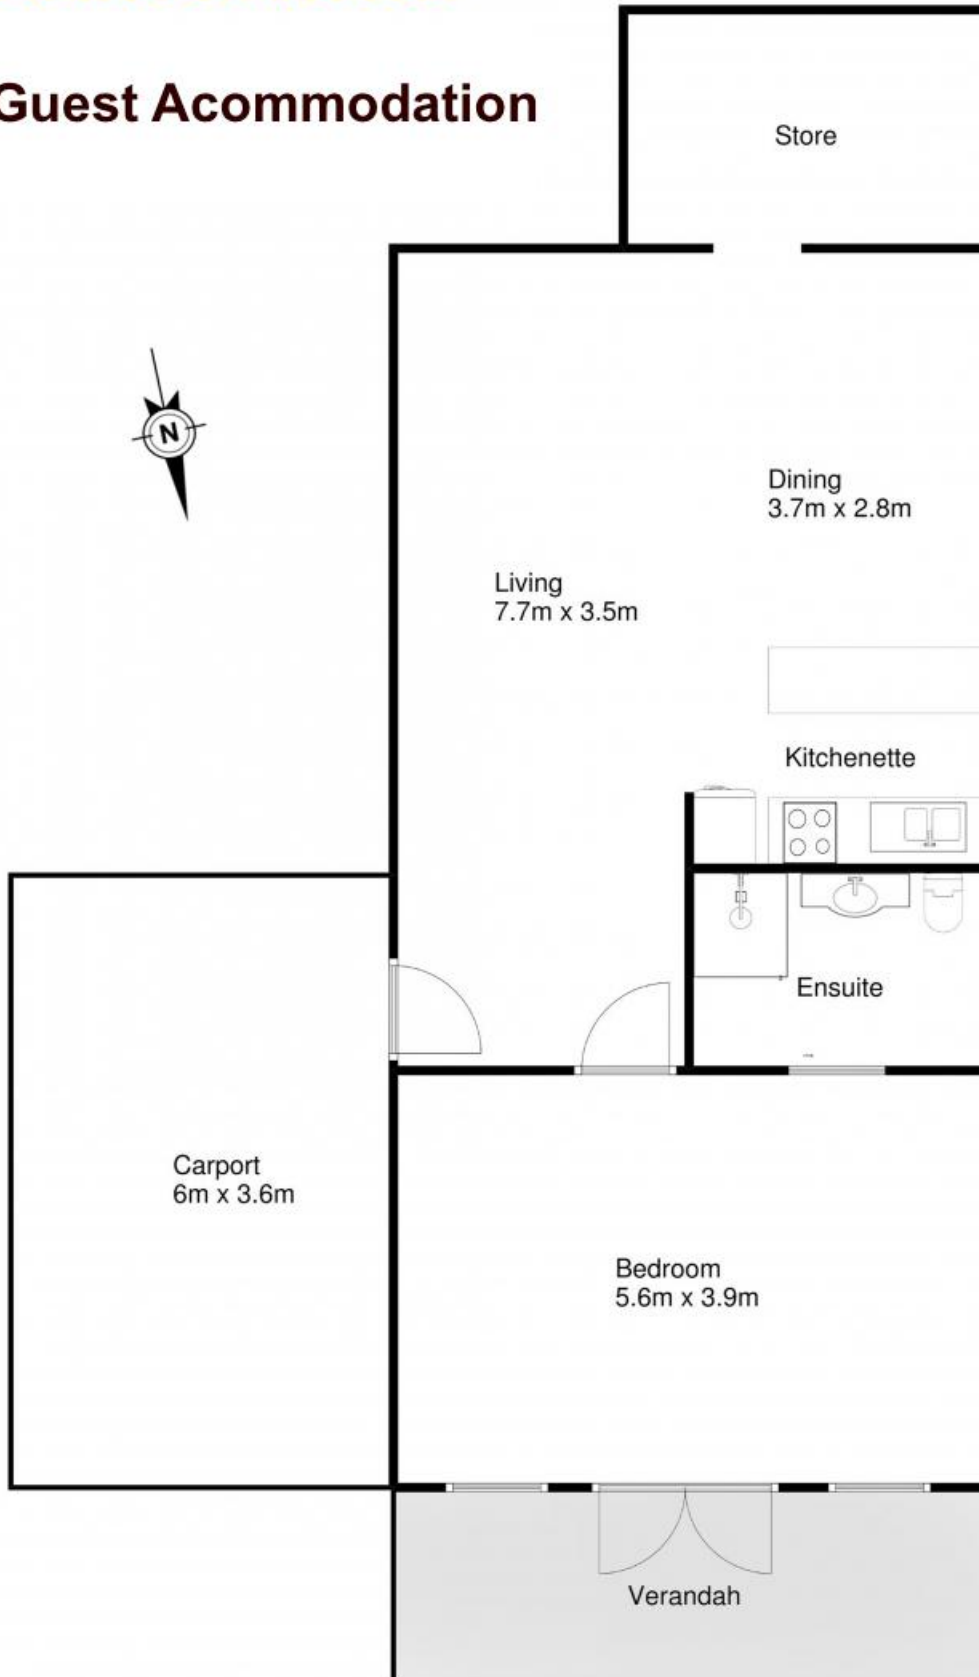 Guest Acommodation
Store
N
Dining
3.7m x 2.8m
Living
7.7m x 3.5m
Kitchenette
Ensuite
Carport
6m x 3.6m
Bedroom
5.6m x 3.9m
Verandah